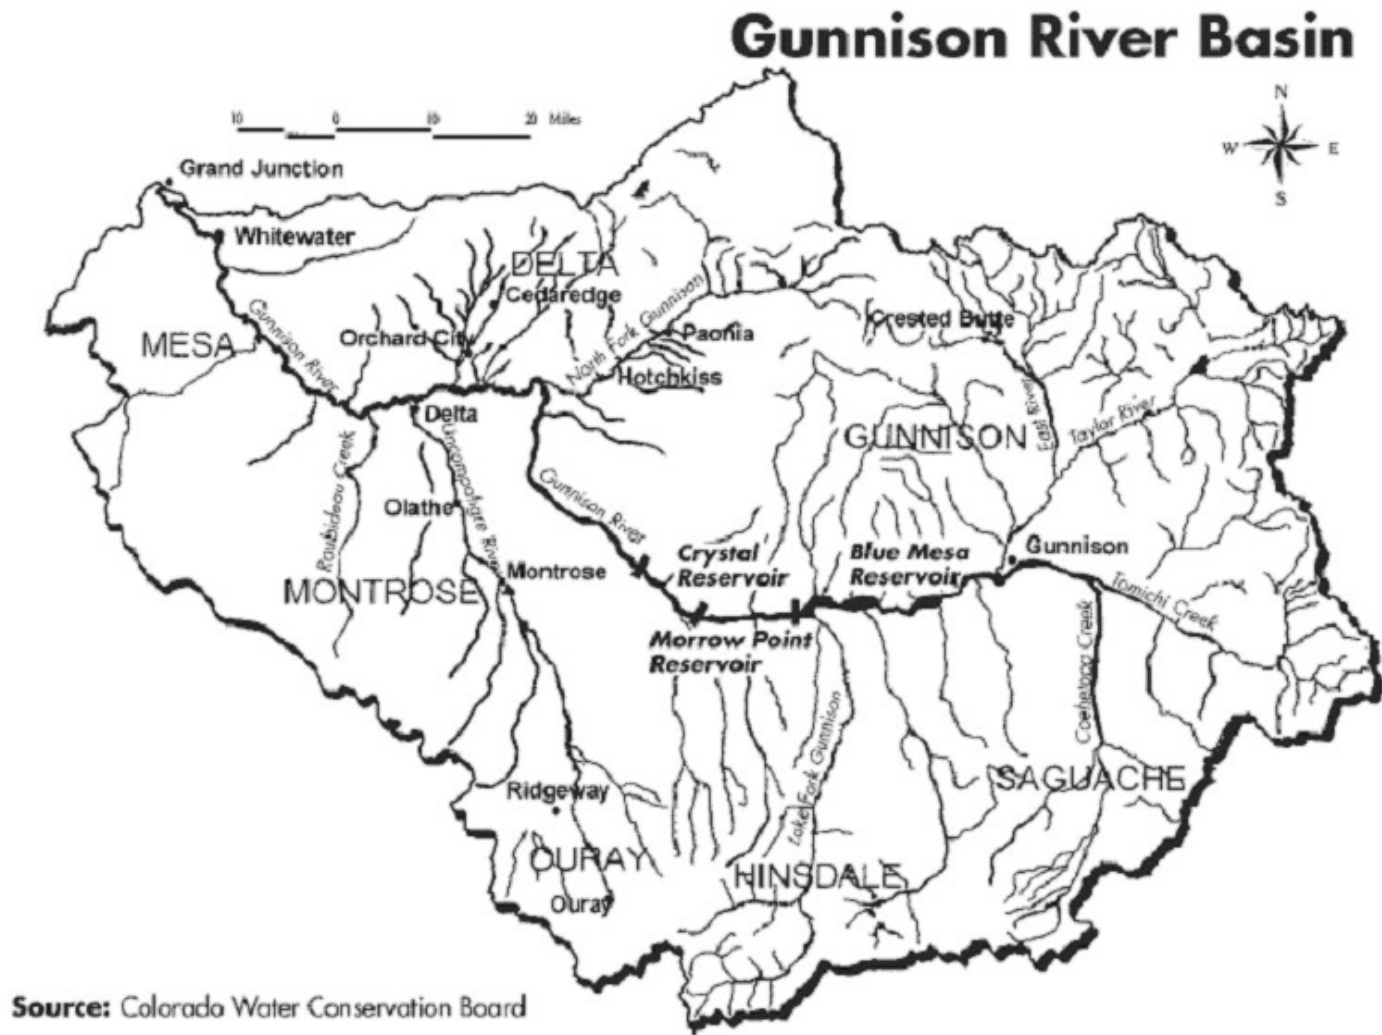 Gunnison River Basin
10 0 10 20 Miles
N
W E
S
Grand Junction
Whitewater
DELTA
Cedaredge
Gunnison River
MESA
Orchard City
North Fork Gunnison
Paonia
Crested Butte
Hotchkiss
Delta
East River
Taylor River
GUNNISON
Roubideau Creek
Uncompahgre River
Gunnison River
Olathe
Crystal
Reservoir
Blue Mesa
Reservoir
Gunnison
Montrose
MONTROSE
Tomichi Creek
Morrow Point
Reservoir
Cochetopa Creek
Lake Fork Gunnison
SAGUACHE
Ridgeway
OURAY
HINSDALE
Ouray
Source: Colorado Water Conservation Board